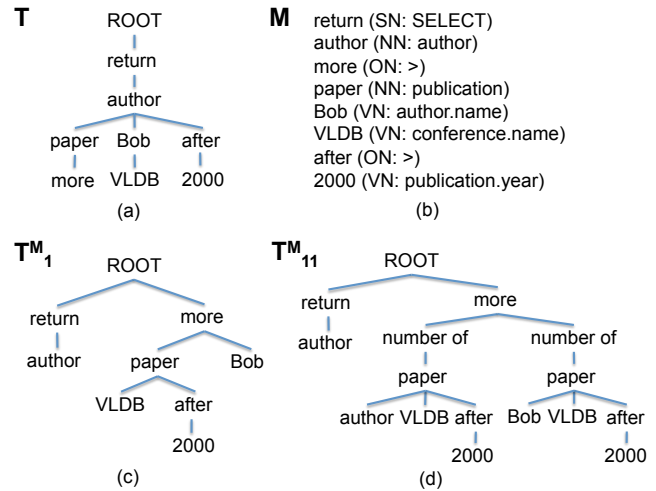 T
ROOT
return
author
paper Bob after
more VLDB 2000
(a)
M
return (SN: SELECT)
author (NN: author)
more (ON: >)
paper (NN: publication)
Bob (VN: author.name)
VLDB (VN: conference.name)
after (ON: >)
2000 (VN: publication.year)
(b)
T^M_1
ROOT
return more
author paper Bob
VLDB after
2000
(c)
T^M_11
ROOT
return more
author number of number of
paper paper
author VLDB after Bob VLDB after
2000 2000
(d)